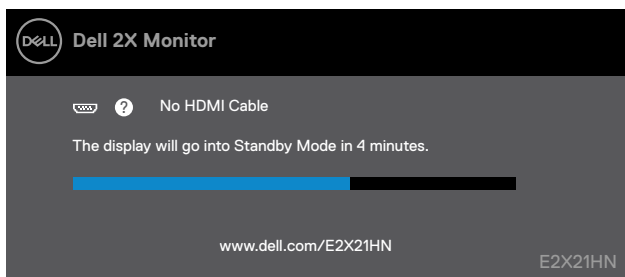 DELL Dell 2X Monitor
? No HDMI Cable
The display will go into Standby Mode in 4 minutes.
www.dell.com/E2X21HN
E2X21HN